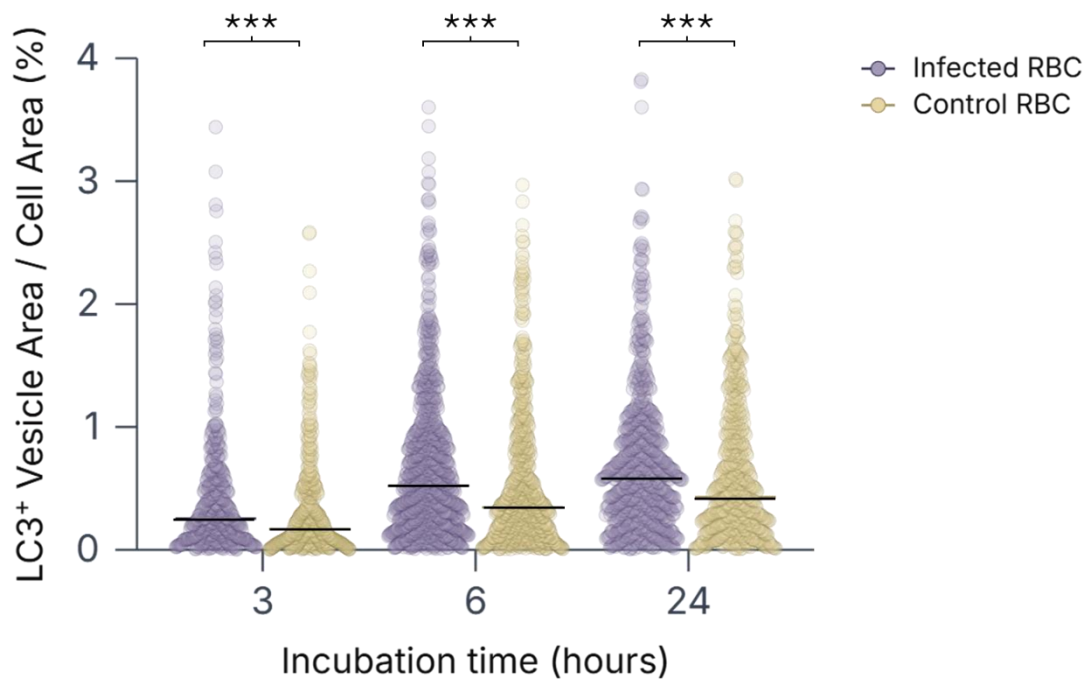 *** *** ***
LC3⁺ Vesicle Area / Cell Area (%)
4
3
2
1
0
3 6 24
Incubation time (hours)
Infected RBC
Control RBC